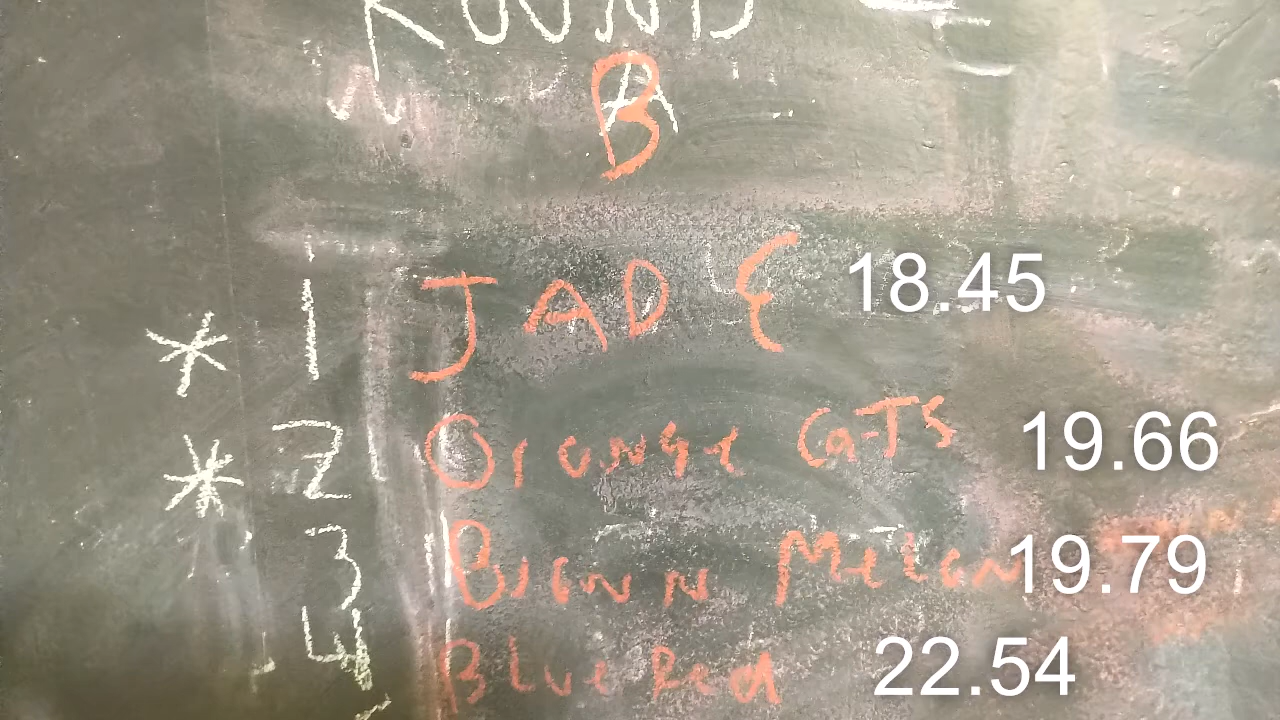 ROUND
B
* 1 JADE 18.45
* 2 Orange CaTS 19.66
3 Brown Melon 19.79
4 Blue Red 22.54